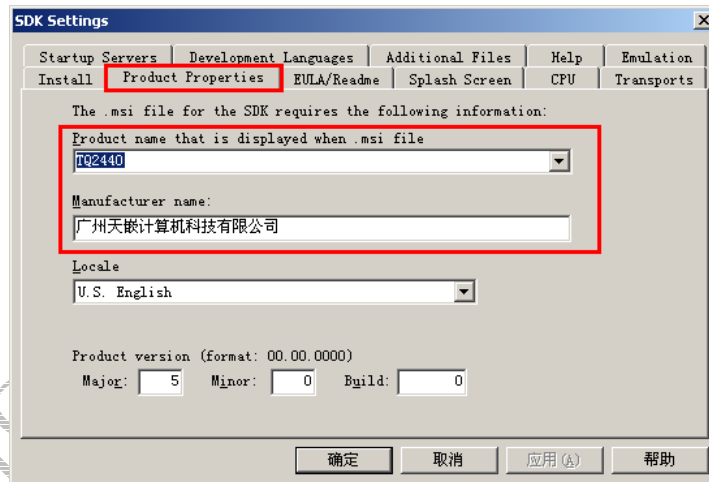 SDK Settings
Startup Servers Development Languages Additional Files Help Emulation
Install Product Properties EULA/Readme Splash Screen CPU Transports
The .msi file for the SDK requires the following information:
Product name that is displayed when .msi file
TQ2440
Manufacturer name:
广州天嵌计算机科技有限公司
Locale
U.S. English
Product version (format: 00.00.0000)
Major: 5 Minor: 0 Build: 0
确定 取消 应用(A) 帮助